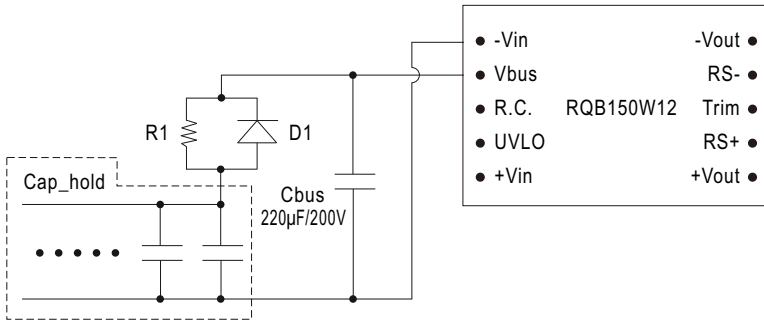 -Vin
-Vout
Vbus
RS-
R.C.
RQB150W12
Trim
UVLO
RS+
+Vin
+Vout
R1
D1
Cap_hold
Cbus
220µF/200V